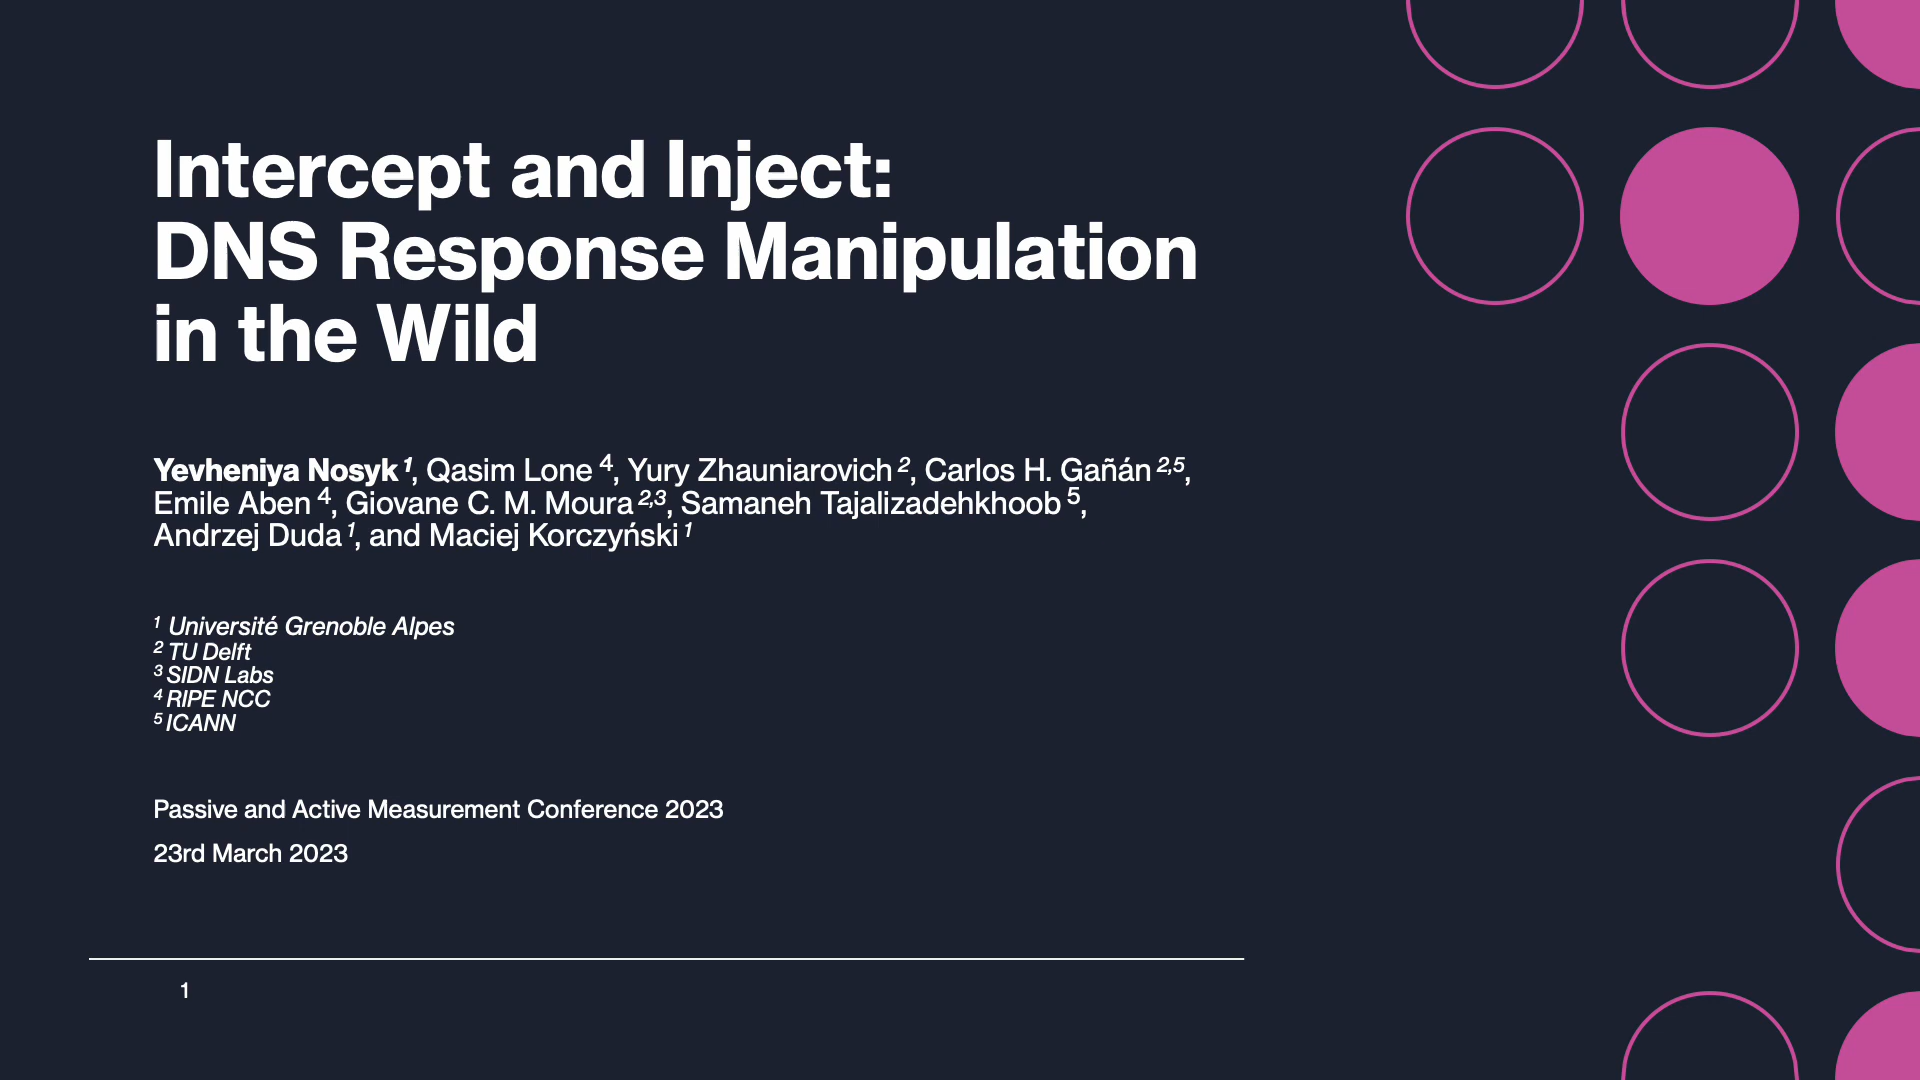 Intercept and Inject:
DNS Response Manipulation
in the Wild
Yevheniya Nosyk 1, Qasim Lone 4, Yury Zhauniarovich 2, Carlos H. Gañán 2,5,
Emile Aben 4, Giovane C. M. Moura 2,3, Samaneh Tajalizadehkhoob 5,
Andrzej Duda 1, and Maciej Korczyński 1
1 Université Grenoble Alpes
2 TU Delft
3 SIDN Labs
4 RIPE NCC
5 ICANN
Passive and Active Measurement Conference 2023
23rd March 2023
1